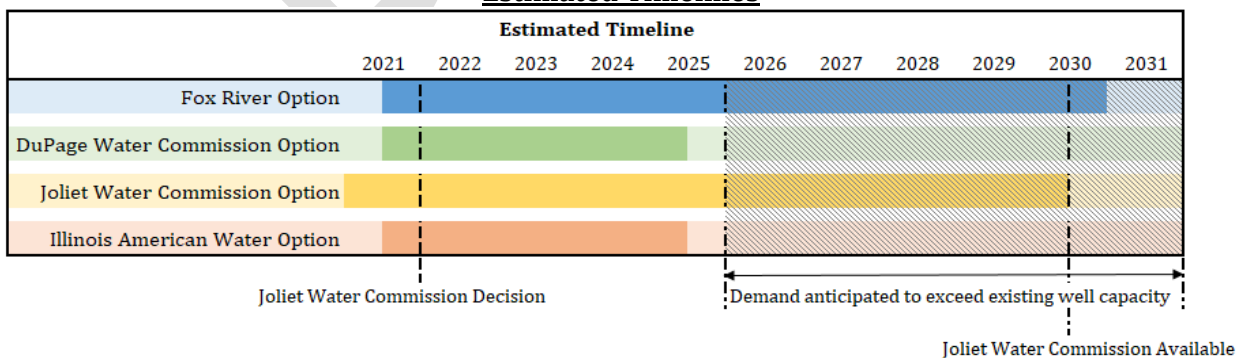 Estimated Timelines
Estimated Timeline
2021 2022 2023 2024 2025 2026 2027 2028 2029 2030 2031
Fox River Option
DuPage Water Commission Option
Joliet Water Commission Option
Illinois American Water Option
Joliet Water Commission Decision
Demand anticipated to exceed existing well capacity
Joliet Water Commission Available